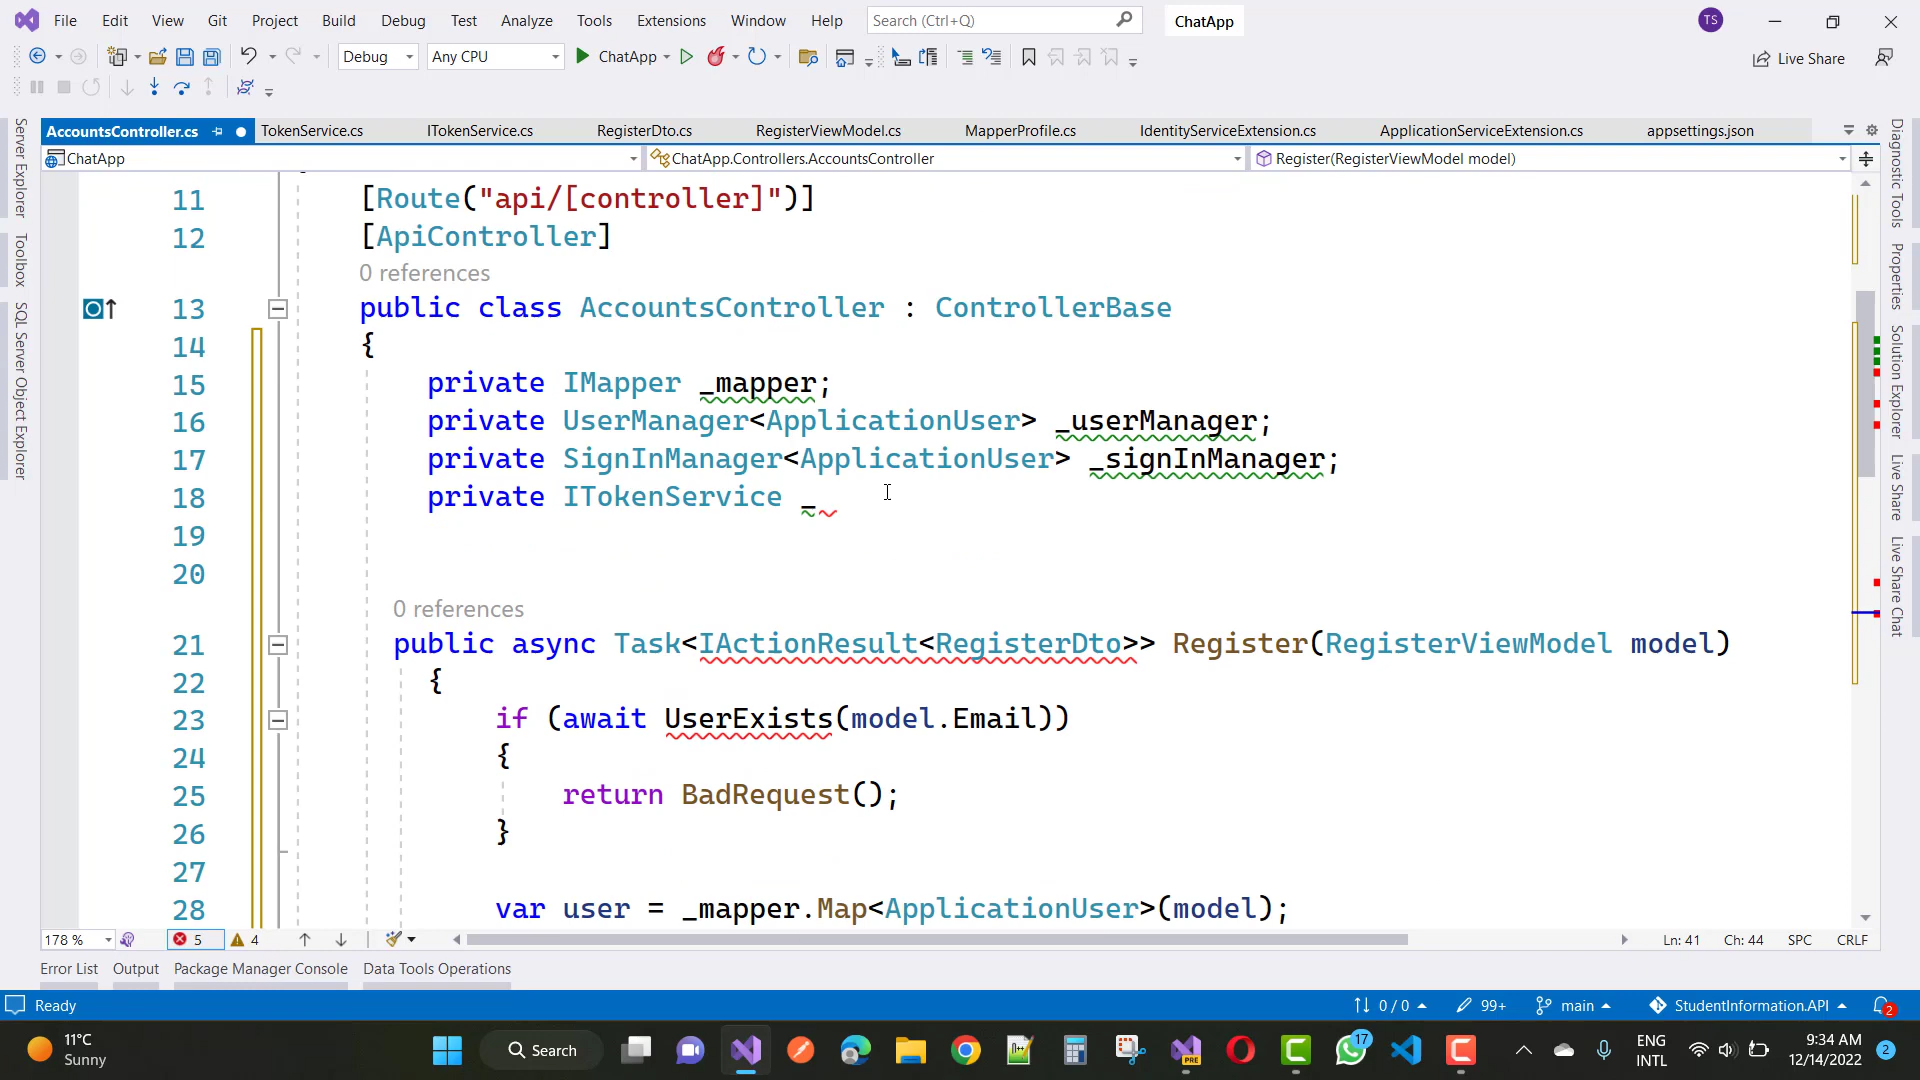 File Edit View Git Project Build Debug Test Analyze Tools Extensions Window Help Search (Ctrl+Q) ChatApp TS
Debug Any CPU ChatApp Live Share
AccountsController.cs TokenService.cs ITokenService.cs RegisterDto.cs RegisterViewModel.cs MapperProfile.cs IdentityServiceExtension.cs ApplicationServiceExtension.cs appsettings.json
ChatApp ChatApp.Controllers.AccountsController Register(RegisterViewModel model)
Server Explorer
Toolbox
SQL Server Object Explorer
11 [Route("api/[controller]")]
12 [ApiController]
0 references
13 public class AccountsController : ControllerBase
14 {
15 private IMapper _mapper;
16 private UserManager<ApplicationUser> _userManager;
17 private SignInManager<ApplicationUser> _signInManager;
18 private ITokenService _
19
20
0 references
21 public async Task<IActionResult<RegisterDto>> Register(RegisterViewModel model)
22 {
23 if (await UserExists(model.Email))
24 {
25 return BadRequest();
26 }
27
28 var user = _mapper.Map<ApplicationUser>(model);
Diagnostic Tools
Properties
Solution Explorer
Live Share
Live Share Chat
178 % 5 4 Ln: 41 Ch: 44 SPC CRLF
Error List Output Package Manager Console Data Tools Operations
Ready 0 / 0 99+ main StudentInformation.API 2
11°C
Sunny
Search
PRE
17
ENG
INTL
9:34 AM
12/14/2022
2